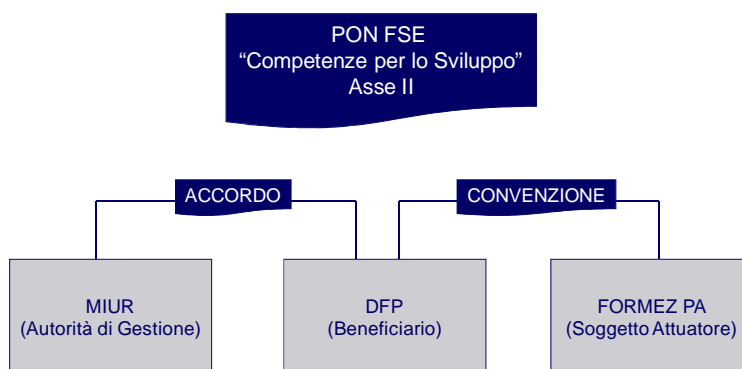 PON FSE
“Competenze per lo Sviluppo”
Asse II
ACCORDO
CONVENZIONE
MIUR
(Autorità di Gestione)
DFP
(Beneficiario)
FORMEZ PA
(Soggetto Attuatore)